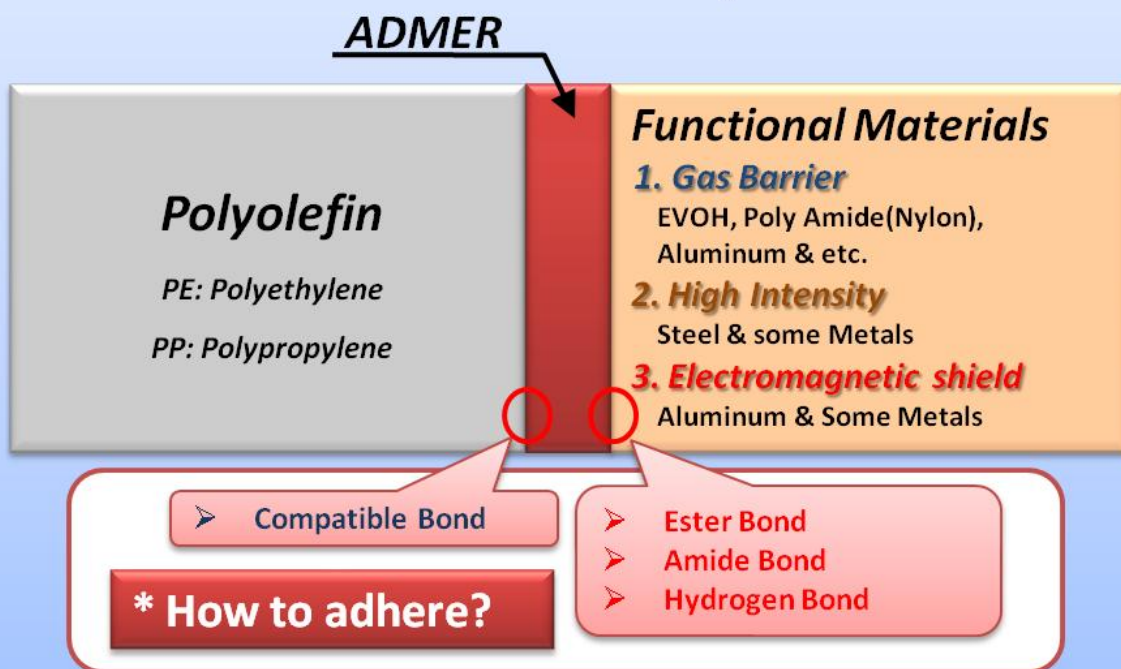 ADMER
Polyolefin
PE: Polyethylene
PP: Polypropylene
Functional Materials
1. Gas Barrier
EVOH, Poly Amide(Nylon),
Aluminum & etc.
2. High Intensity
Steel & some Metals
3. Electromagnetic shield
Aluminum & Some Metals
➢ Compatible Bond
* How to adhere?
➢ Ester Bond
➢ Amide Bond
➢ Hydrogen Bond